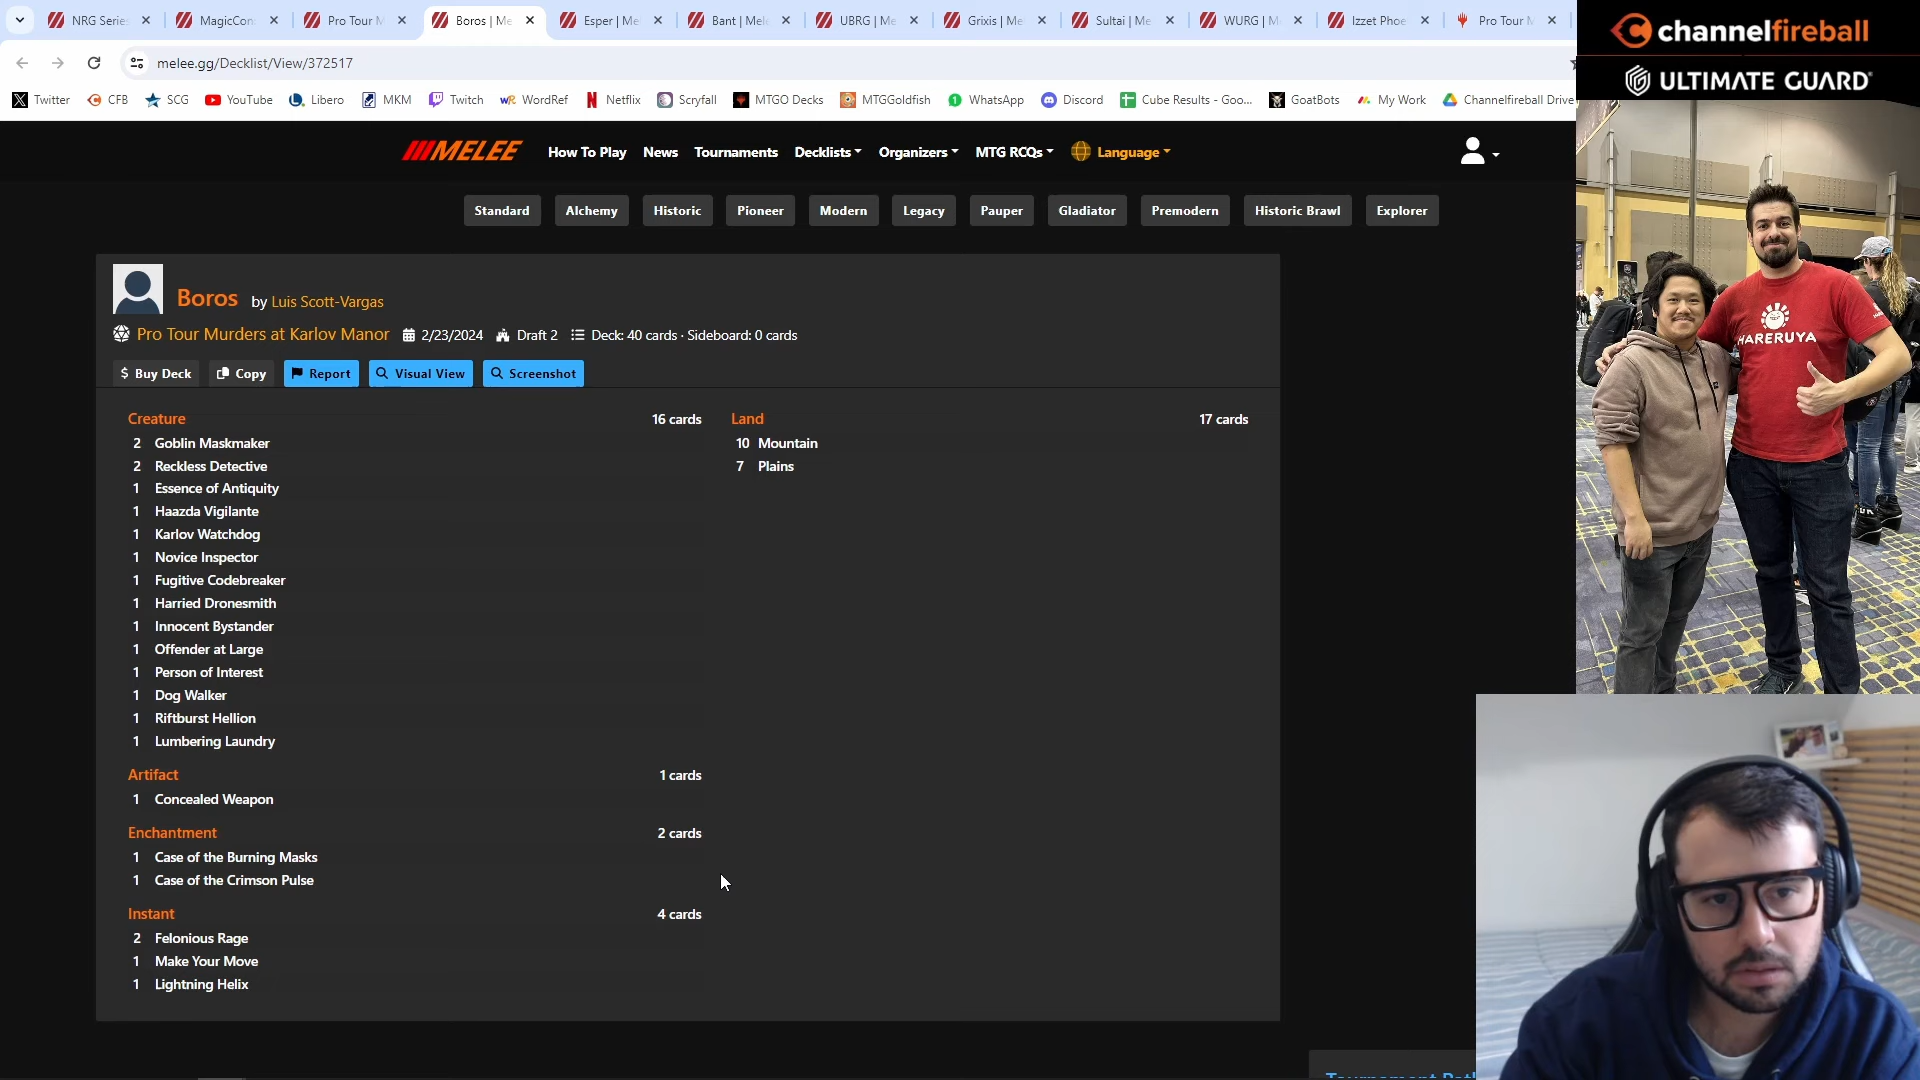 NRG Series
MagicCon
Pro Tour M
Boros | Me
Esper | Me
Bant | Mele
UBRG | Me
Grixis | Me
Sultai | Me
WURG | M
Izzet Phoe
Pro Tour M
channelfireball
ULTIMATE GUARD
melee.gg/Decklist/View/372517
Twitter
CFB
SCG
YouTube
Libero
MKM
Twitch
WordRef
Netflix
Scryfall
MTGO Decks
MTGGoldfish
WhatsApp
Discord
Cube Results - Goo...
GoatBots
My Work
Channelfireball Drive
MELEE
How To Play
News
Tournaments
Decklists
Organizers
MTG RCQs
Language
Standard
Alchemy
Historic
Pioneer
Modern
Legacy
Pauper
Gladiator
Premodern
Historic Brawl
Explorer
Boros by Luis Scott-Vargas
Pro Tour Murders at Karlov Manor 2/23/2024 Draft 2 Deck: 40 cards · Sideboard: 0 cards
$ Buy Deck
Copy
Report
Visual View
Screenshot
Creature 16 cards
2 Goblin Maskmaker
2 Reckless Detective
1 Essence of Antiquity
1 Haazda Vigilante
1 Karlov Watchdog
1 Novice Inspector
1 Fugitive Codebreaker
1 Harried Dronesmith
1 Innocent Bystander
1 Offender at Large
1 Person of Interest
1 Dog Walker
1 Riftburst Hellion
1 Lumbering Laundry
Artifact 1 cards
1 Concealed Weapon
Enchantment 2 cards
1 Case of the Burning Masks
1 Case of the Crimson Pulse
Instant 4 cards
2 Felonious Rage
1 Make Your Move
1 Lightning Helix
Land 17 cards
10 Mountain
7 Plains
HARERUYA